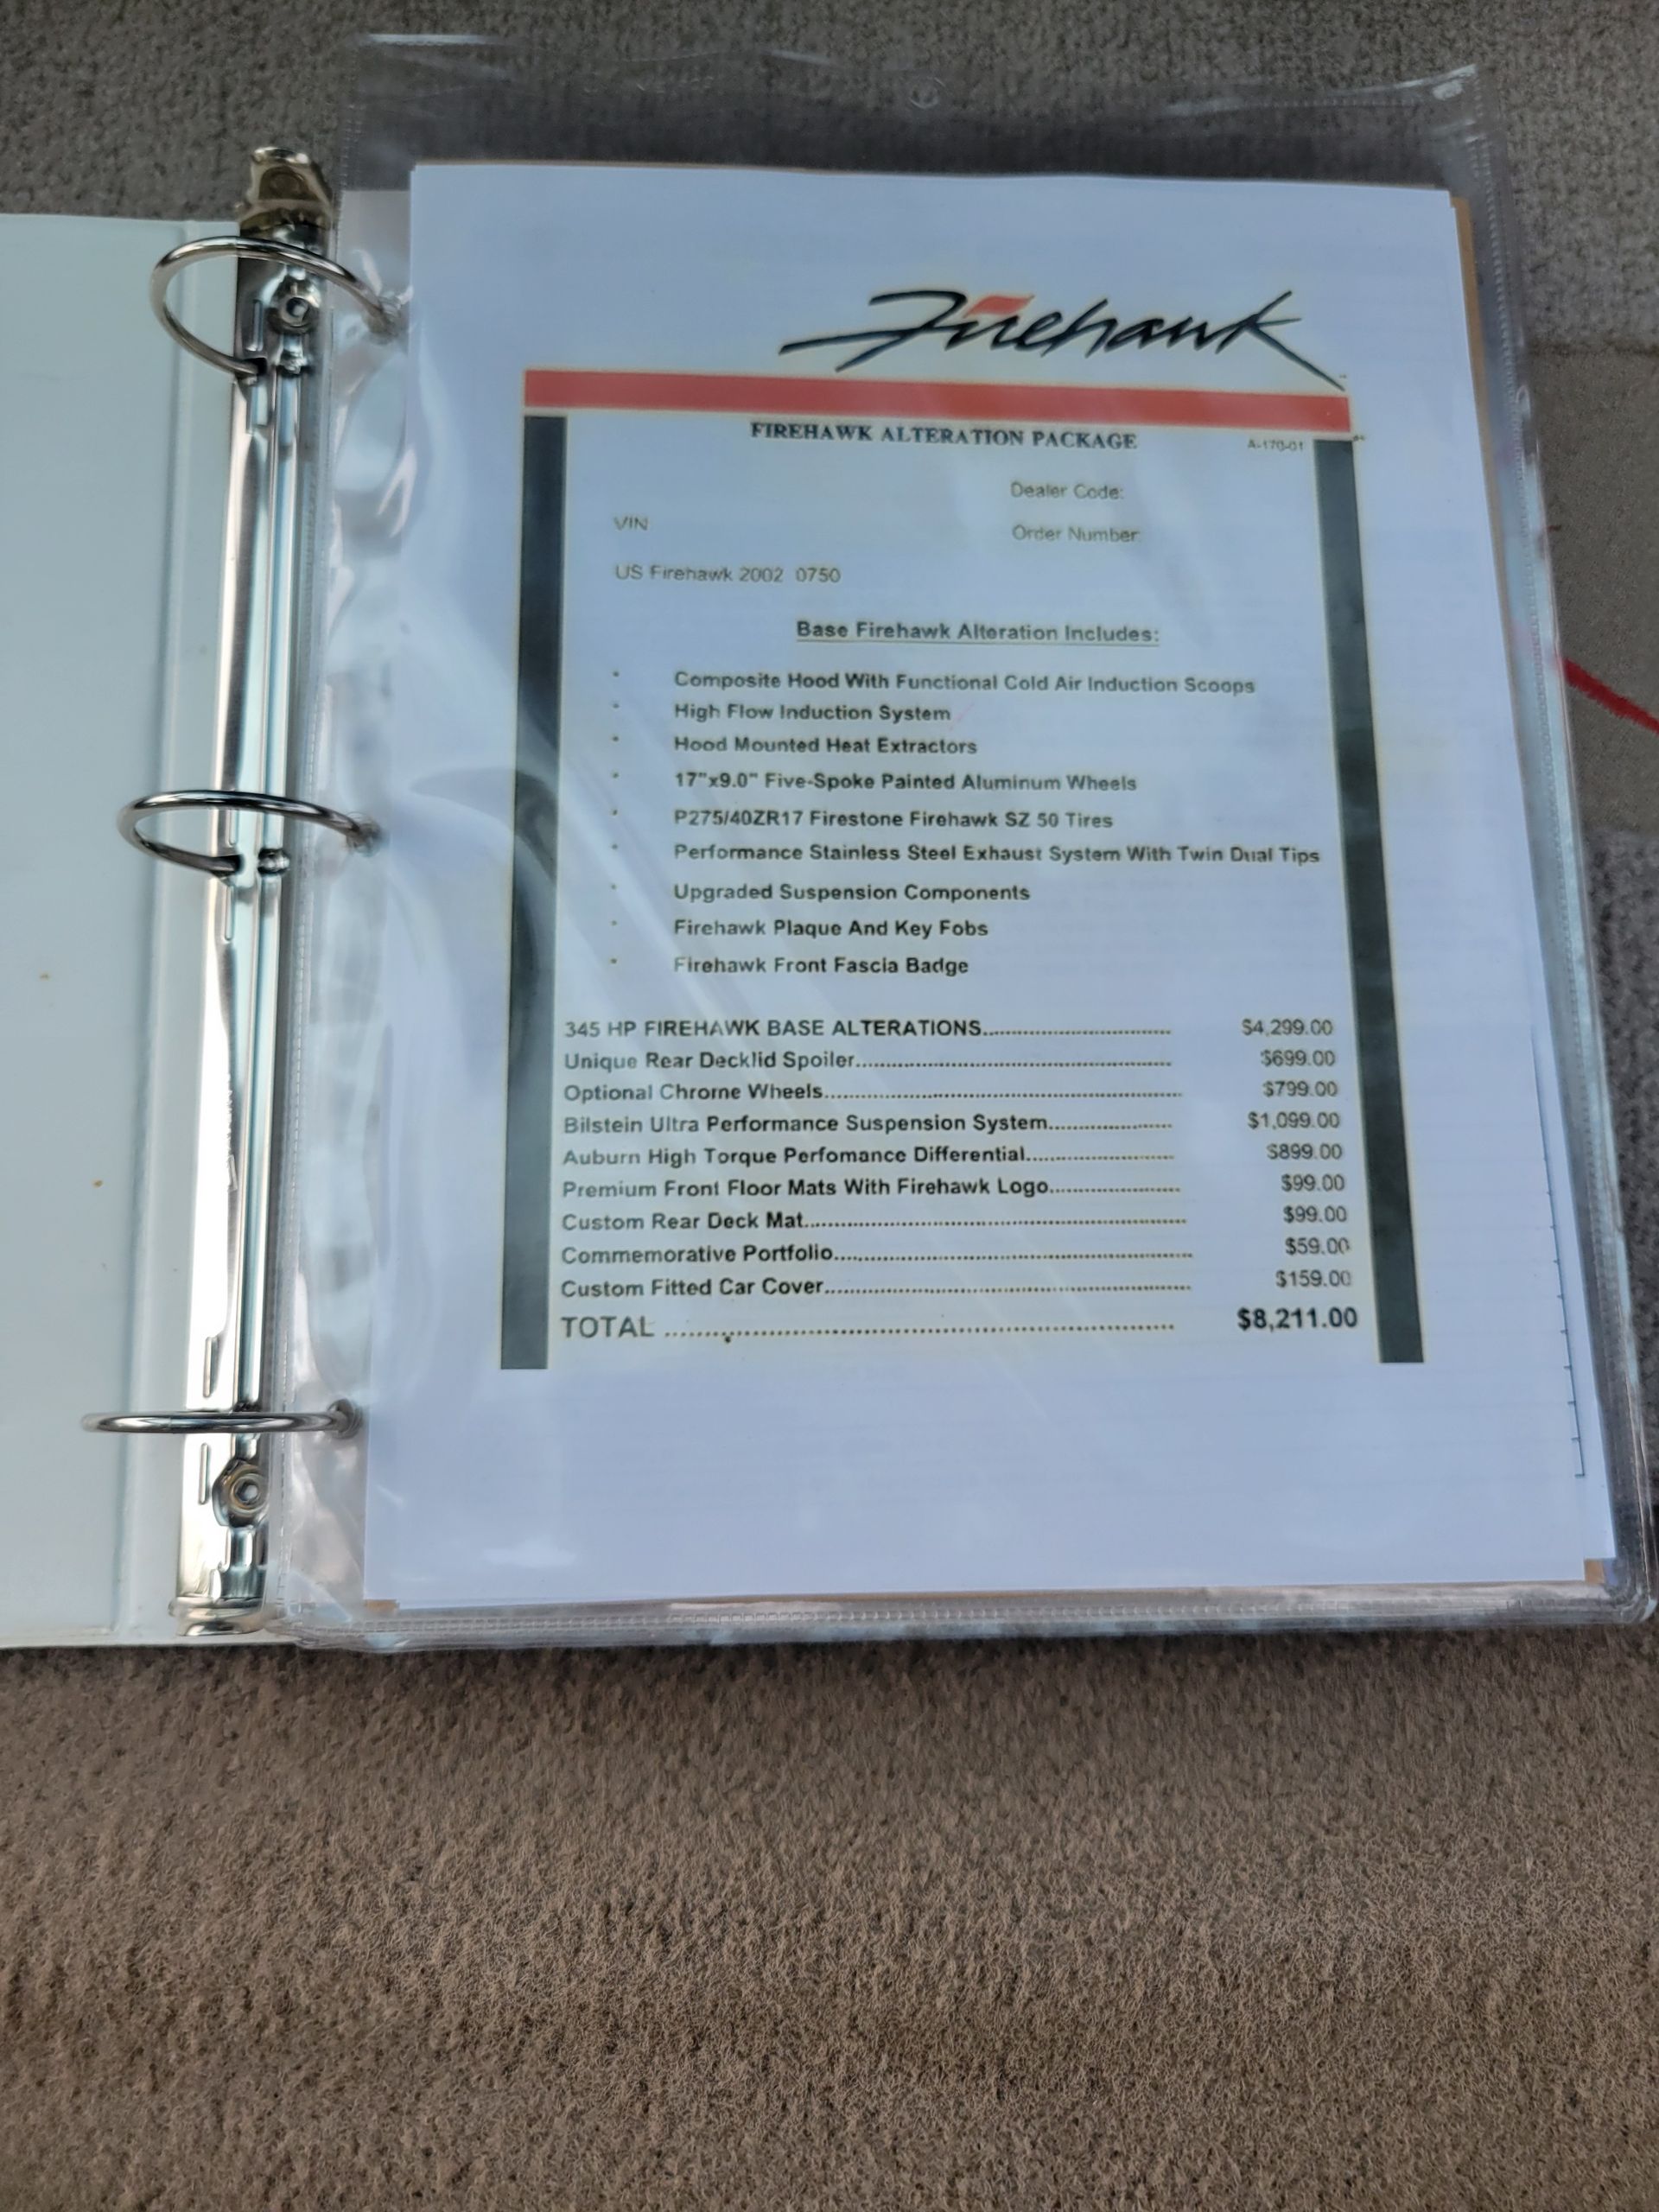 Firehawk
FIREHAWK ALTERATION PACKAGE A-170-01
Dealer Code:
VIN
Order Number:
US Firehawk 2002 0750
Base Firehawk Alteration Includes:
* Composite Hood With Functional Cold Air Induction Scoops
* High Flow Induction System
* Hood Mounted Heat Extractors
* 17"x9.0" Five-Spoke Painted Aluminum Wheels
* P275/40ZR17 Firestone Firehawk SZ 50 Tires
* Performance Stainless Steel Exhaust System With Twin Dual Tips
* Upgraded Suspension Components
* Firehawk Plaque And Key Fobs
* Firehawk Front Fascia Badge
345 HP FIREHAWK BASE ALTERATIONS.............................. $4,299.00
Unique Rear Decklid Spoiler.............................. $699.00
Optional Chrome Wheels.............................. $799.00
Bilstein Ultra Performance Suspension System.................... $1,099.00
Auburn High Torque Perfomance Differential.................... $899.00
Premium Front Floor Mats With Firehawk Logo.................... $99.00
Custom Rear Deck Mat.............................. $99.00
Commemorative Portfolio.............................. $59.00
Custom Fitted Car Cover.............................. $159.00
TOTAL .............................. $8,211.00